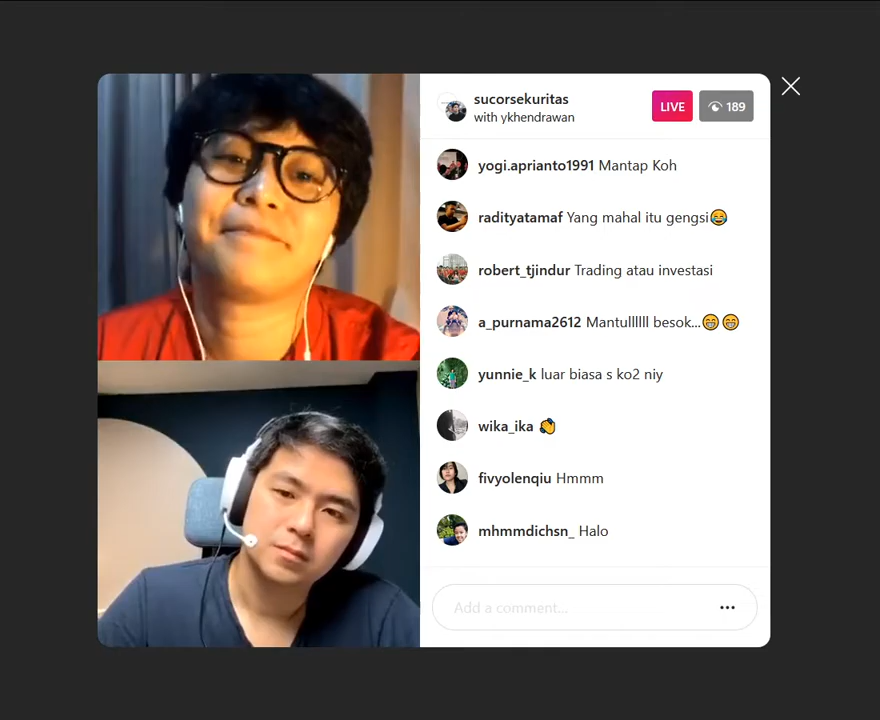 sucorsekuritas
with ykhendrawan
LIVE
189
yogi.aprianto1991 Mantap Koh
radityatamaf Yang mahal itu gengsi😂
robert_tjindur Trading atau investasi
a_purnama2612 Mantullllll besok...😁😁
yunnie_k luar biasa s ko2 niy
wika_ika 👏
fivyolenqiu Hmmm
mhmmdichsn_ Halo
Add a comment...